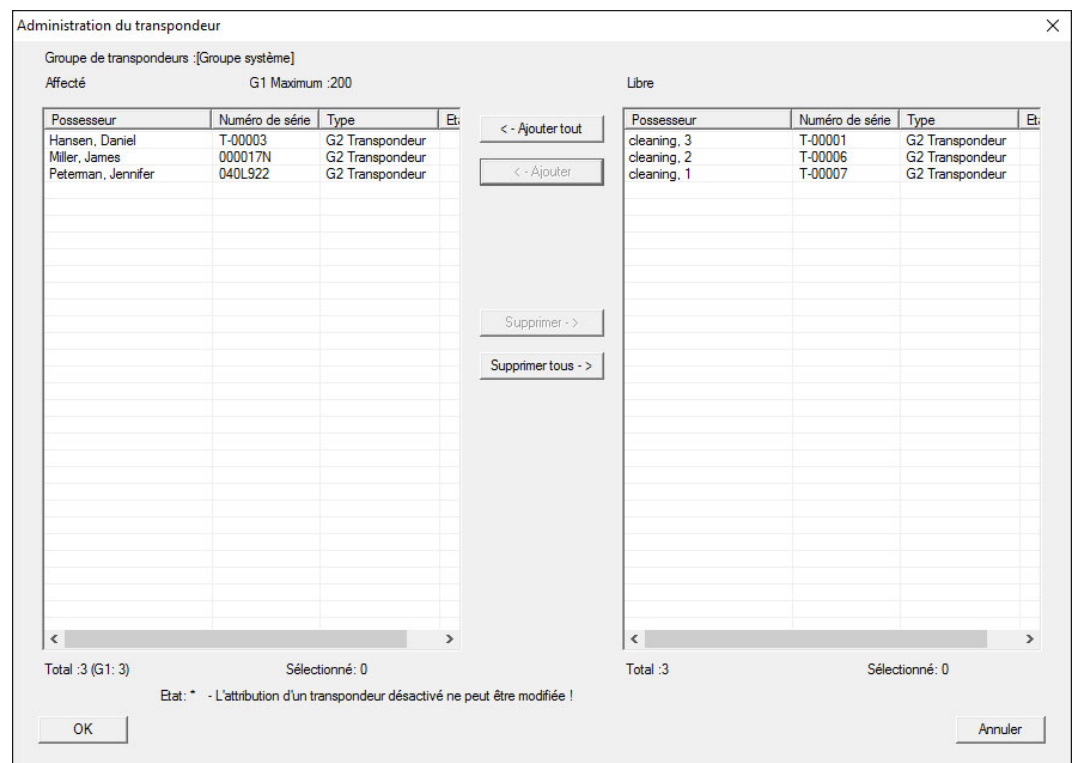 Administration du transpondeur
Groupe de transpondeurs :[Groupe système]
Affecté G1 Maximum :200
Possesseur Numéro de série Type Eta
Hansen, Daniel T-00003 G2 Transpondeur
Miller, James 000017N G2 Transpondeur
Peterman, Jennifer 040L922 G2 Transpondeur
Total :3 (G1: 3) Sélectionné: 0
< - Ajouter tout
< - Ajouter
Supprimer - >
Supprimer tous - >
Libre
Possesseur Numéro de série Type Eta
cleaning, 3 T-00001 G2 Transpondeur
cleaning, 2 T-00006 G2 Transpondeur
cleaning, 1 T-00007 G2 Transpondeur
Total :3 Sélectionné: 0
Etat: * - L'attribution d'un transpondeur désactivé ne peut être modifiée !
OK
Annuler